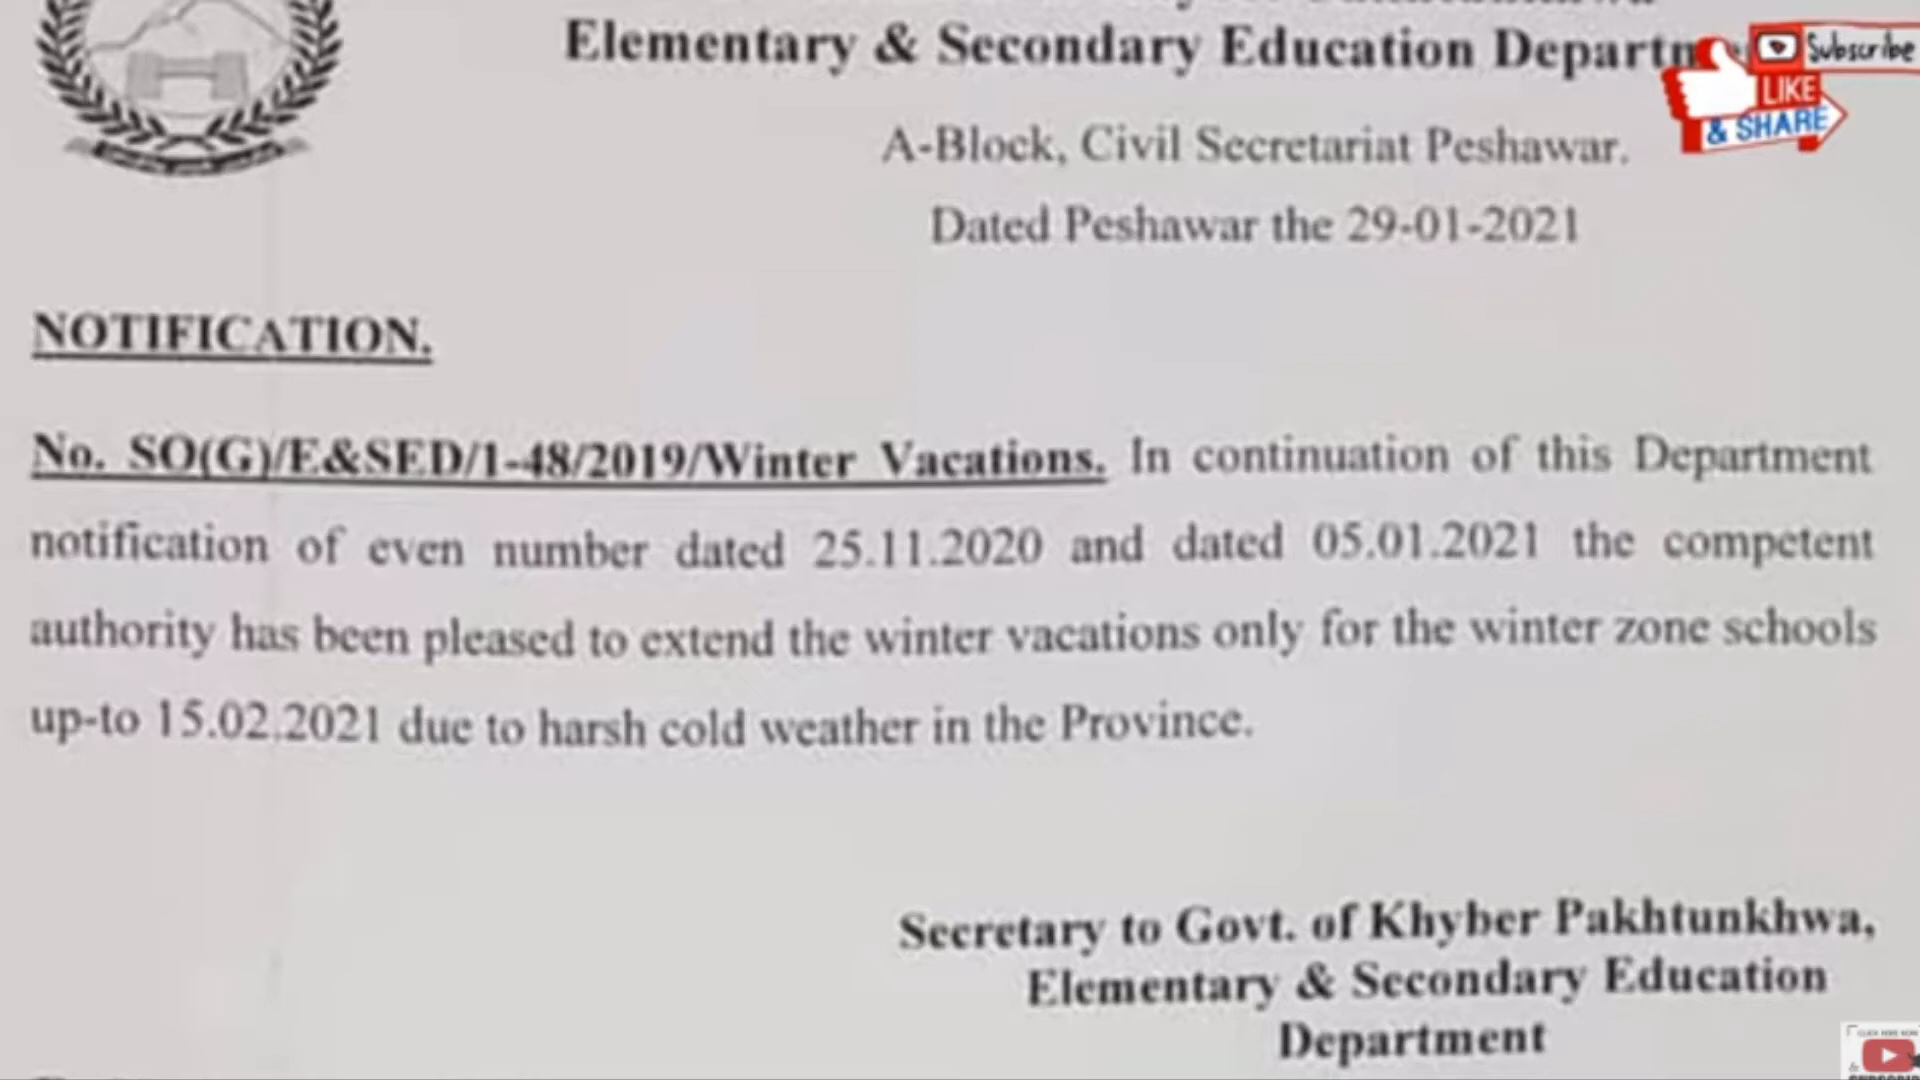 Elementary & Secondary Education Departm
Subscribe
LIKE
& SHARE
A-Block, Civil Secretariat Peshawar.
Dated Peshawar the 29-01-2021
NOTIFICATION.
No. SO(G)/E&SED/1-48/2019/Winter Vacations. In continuation of this Department
notification of even number dated 25.11.2020 and dated 05.01.2021 the competent
authority has been pleased to extend the winter vacations only for the winter zone schools
up-to 15.02.2021 due to harsh cold weather in the Province.
Secretary to Govt. of Khyber Pakhtunkhwa,
Elementary & Secondary Education
Department